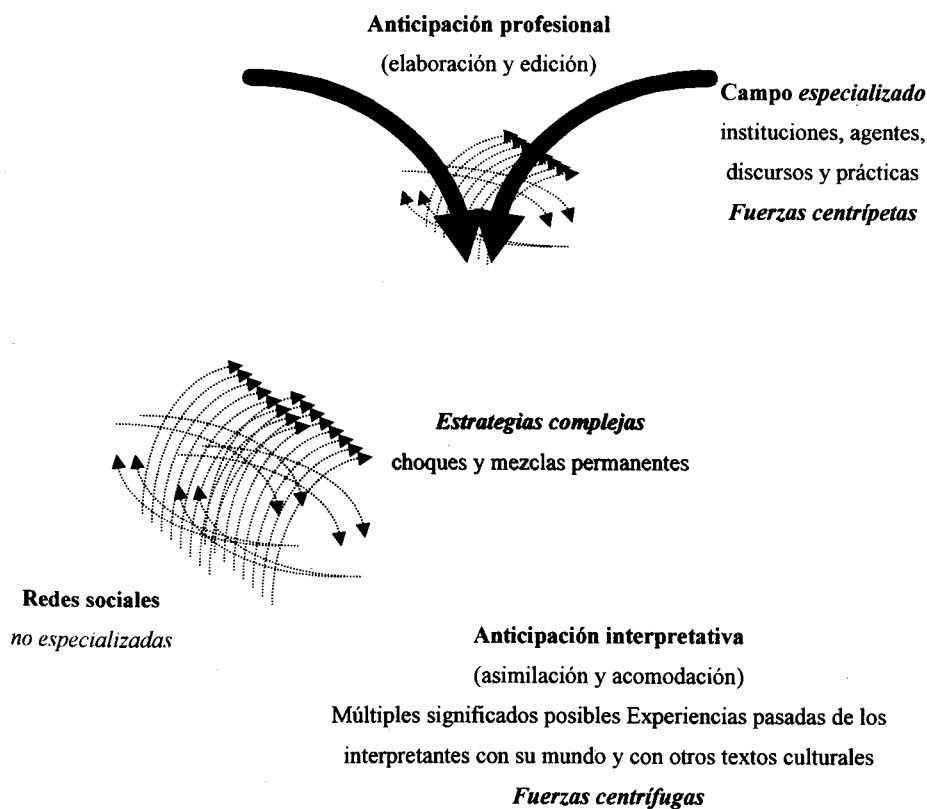 Anticipación profesional
(elaboración y edición)
Campo especializado
instituciones, agentes,
discursos y prácticas
Fuerzas centrípetas
Estrategias complejas
choques y mezclas permanentes
Redes sociales
no especializadas
Anticipación interpretativa
(asimilación y acomodación)
Múltiples significados posibles Experiencias pasadas de los
interpretantes con su mundo y con otros textos culturales
Fuerzas centrífugas